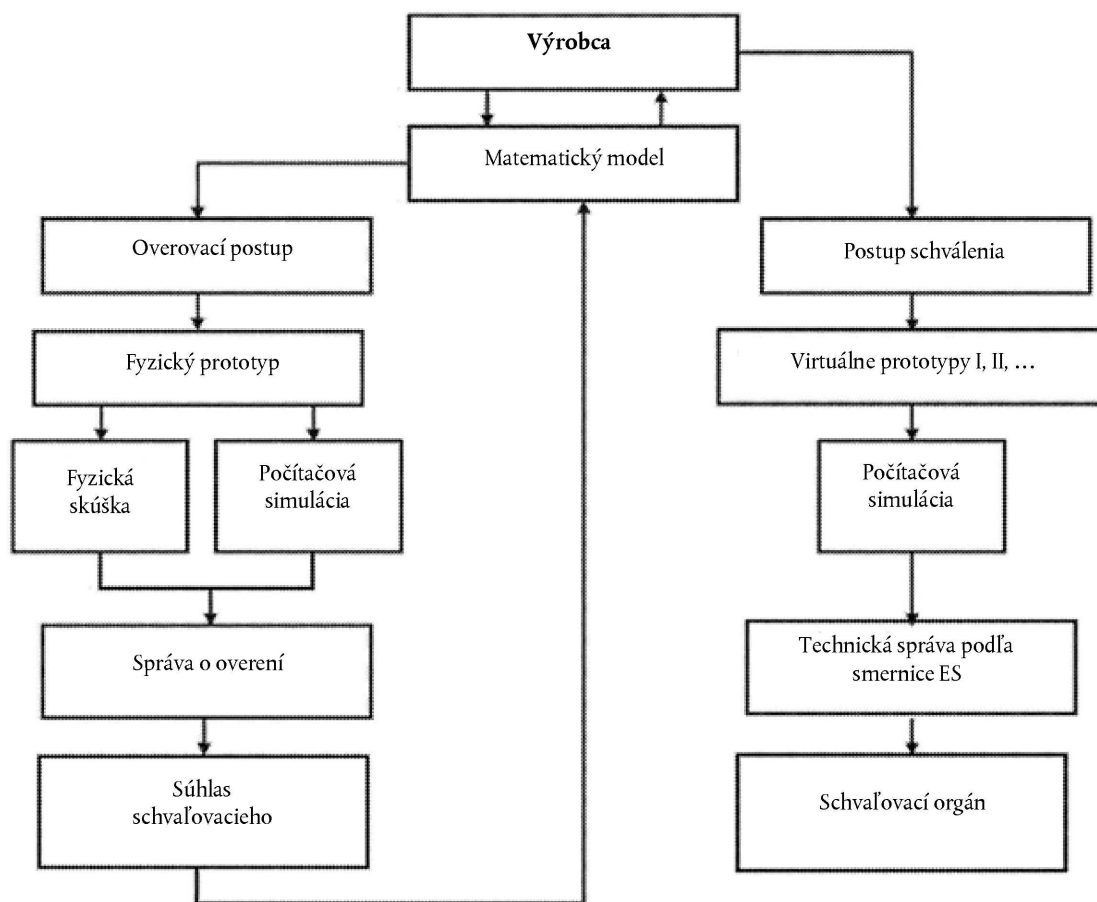 Výrobca
Matematický model
Overovací postup
Fyzický prototyp
Fyzická
skúška
Počítačová
simulácia
Správa o overení
Súhlas
schvaľovacieho
Postup schválenia
Virtuálne prototypy I, II, …
Počítačová
simulácia
Technická správa podľa
smernice ES
Schvaľovací orgán